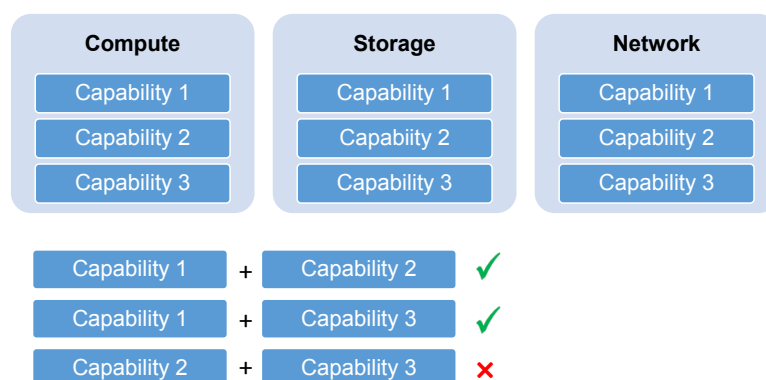 Compute Storage Network
Capability 1 Capability 1 Capability 1
Capability 2 Capabiity 2 Capability 2
Capability 3 Capability 3 Capability 3
Capability 1 + Capability 2 ✓
Capability 1 + Capability 3 ✓
Capability 2 + Capability 3 ×